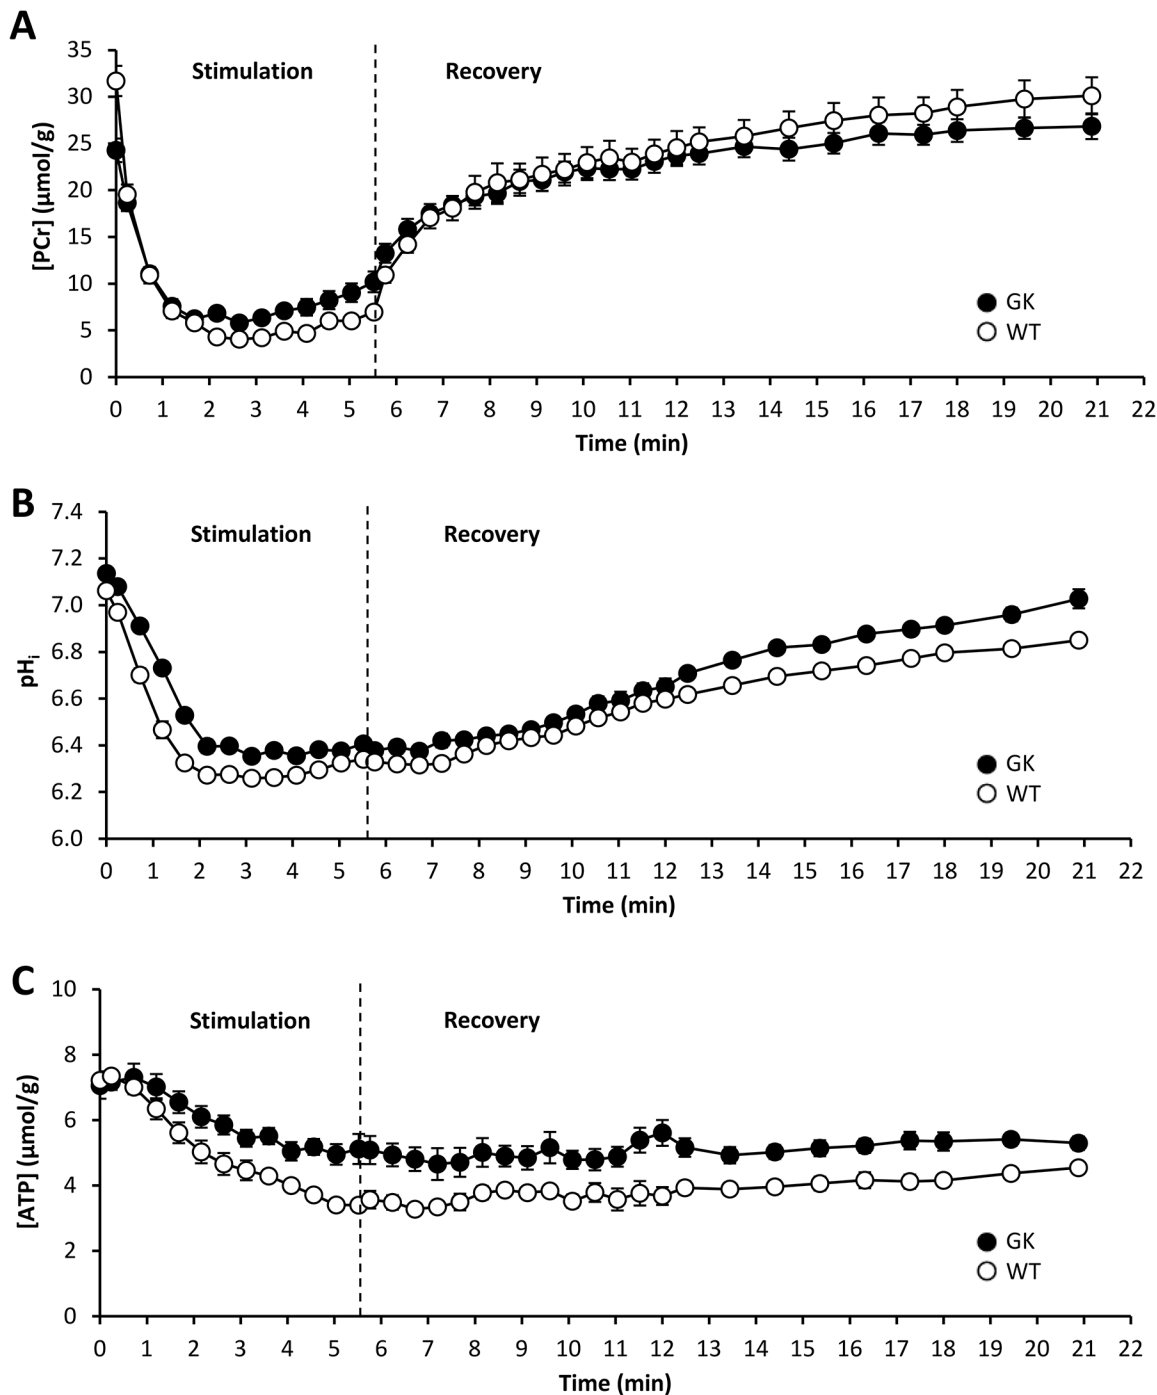 A
35
30
25
20
15
10
5
0
[PCr] (μmol/g)
Stimulation
Recovery
GK
WT
0 1 2 3 4 5 6 7 8 9 10 11 12 13 14 15 16 17 18 19 20 21 22
Time (min)
B
7.4
7.2
7.0
6.8
6.6
6.4
6.2
6.0
pHi
Stimulation
Recovery
GK
WT
0 1 2 3 4 5 6 7 8 9 10 11 12 13 14 15 16 17 18 19 20 21 22
Time (min)
C
10
8
6
4
2
0
[ATP] (μmol/g)
Stimulation
Recovery
GK
WT
0 1 2 3 4 5 6 7 8 9 10 11 12 13 14 15 16 17 18 19 20 21 22
Time (min)